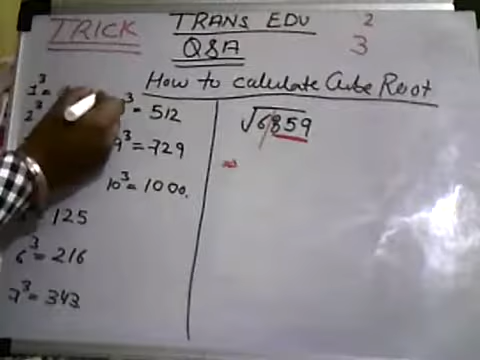 TRICK
TRANS EDU
Q&A
2
3
How to calculate Cube Root
1³=
2³
³ = 512
9³ = 729
10³ = 1000.
= 125
6³ = 216
7³ = 343
√6859
⇒